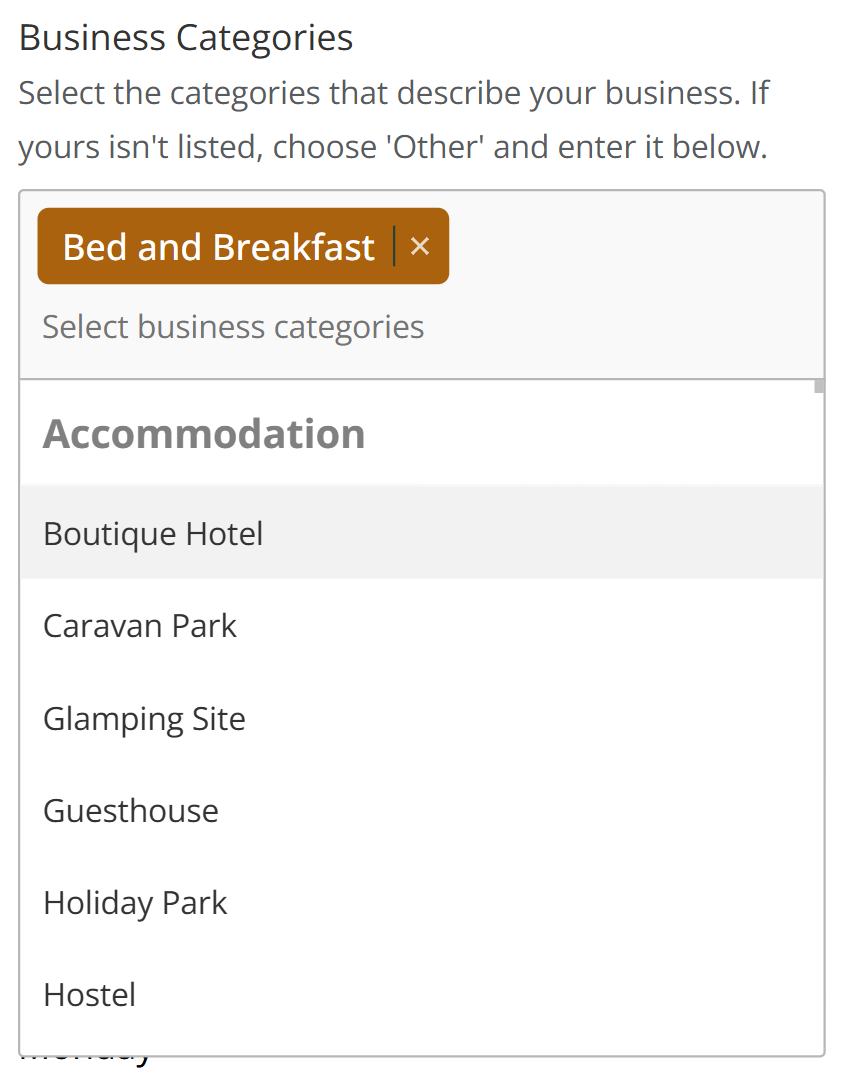 Business Categories
Select the categories that describe your business. If
yours isn't listed, choose 'Other' and enter it below.
Bed and Breakfast ×
Select business categories
Accommodation
Boutique Hotel
Caravan Park
Glamping Site
Guesthouse
Holiday Park
Hostel